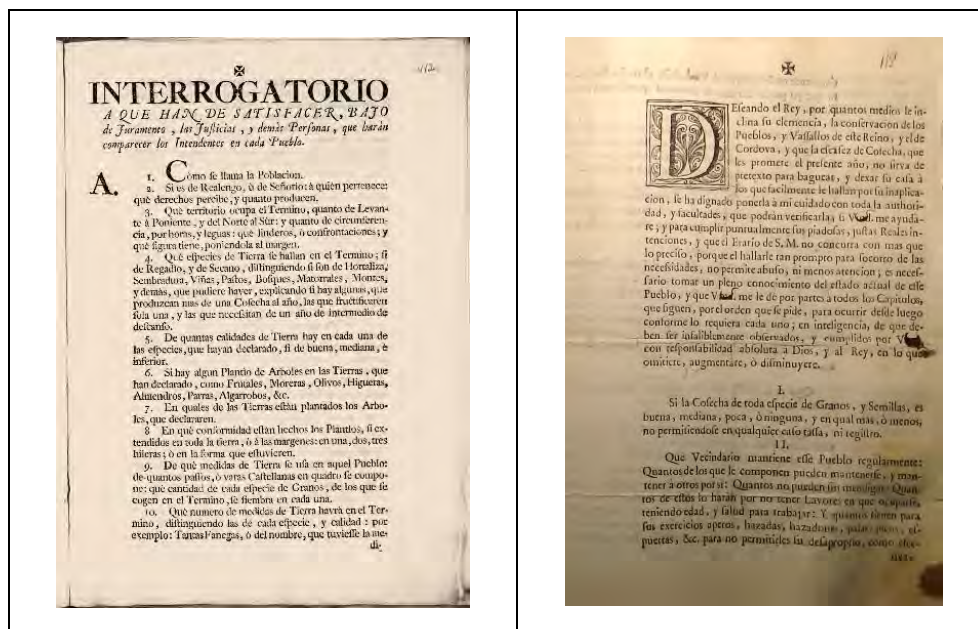 ✠
112.
INTERROGATORIO
A QUE HAN DE SATISFACER, BAJO
de Juramento, las Justicias, y demàs Personas, que haràn
comparecer los Intendentes en cada Pueblo.
A.
1. Còmo se llama la Poblacion.
2. Si es de Realengo, ù de Señorìo: à quièn pertenece:
què derechos percibe, y quanto producen.
3. Què territorio ocupa el Termino, quanto de Levan-
te à Poniente, y del Norte al Sùr: y quanto de circumferen-
cia, por horas, y leguas: què linderos, ò confrontaciones; y
què figura tiene, poniendola al margen.
4. Què especies de Tierra se hallan en el Termino; si
de Regadìo, y de Secano, distinguiendo si son de Hortaliza,
Sembradura, Viñas, Pastos, Bosques, Matorrales, Montes,
y demàs, que pudiere haver, explicando si hay algunas, que
produzcan mas de una Cosecha al año, las que fructificaren
sola una, y las que necessitan de un año de intermedio de
descanso.
5. De quantas calidades de Tierra hay en cada una de
las especies, que hayan declarado, si de buena, mediana, è
inferior.
6. Si hay algun Plantìo de Arboles en las Tierras, que
han declarado, como Frutales, Moreras, Olivos, Higueras,
Almendros, Parras, Algarrobos, &c.
7. En quales de las Tierras estàn plantados los Arbo-
les, que declararen.
8 En què conformidad estàn hechos los Plantìos, si ex-
tendidos en toda la tierra, ò à las margenes: en una, dos, tres
hileras; ò en la forma que estuvieren.
9. De què medidas de Tierra se usa en aquel Pueblo:
de quantos passos, ò varas Castellanas en quadro se compo-
ne: què cantidad de cada especie de Granos, de los que se
cogen en el Termino, se siembra en cada una.
10. Què numero de medidas de Tierra havrà en el Ter-
mino, distinguiendo las de cada especie, y calidad: por
exemplo: Tantas Fanegas, ò del nombre, que tuviesse la me-
di-
✠
DEseando el Rey, por quantos medios le in-
clina su clemencia, la conservacion de los
Pueblos, y Vassallos de este Reino, y el de
Cordova, y que la escasez de Cosecha, que
les promete el presente año, no sirva de
pretexto para baguear, y dexar su casa à
los que facilmente le hallan por su inaplica-
cion, se ha dignado ponerla à mi cuidado con toda la authori-
dad, y facultades, que podràn verificarla, si me ayuda-
re; y para cumplir puntualmente sus piadosas, justas Reales in-
tenciones, y que el Erario de S. M. no concurra con mas que
lo preciso, porque el hallarle tan prompto para socorro de las
necessidades, no permite abuso, ni menos atencion; es neces-
sario tomar un pleno conocimiento del estado actual de esse
Pueblo, y que me le dè por partes à todos los Capitulos,
que siguen, por el orden que se pide, para ocurrir desde luego
conforme lo requiera cada uno; en inteligencia, de que de-
ben ser infaliblemente observados, y cumplidos por
con responsabilidad absoluta à Dios, y al Rey, en lo que
omitiere, augmentare, ò disminuyere.
I.
Si la Cosecha de toda especie de Granos, y Semillas, es
buena, mediana, poca, ò ninguna, y en qual mas, ò menos,
no permitiendose en qualquier caso tassa, ni registro.
II.
Que Vecindario mantiene esse Pueblo regularmente:
Quantos de los que le componen pueden mantenerse, y man-
tener à otros por si: Quantos no pueden sin mendigar: Quan-
tos de estos lo haràn por no tener Lavores en que
teniendo edad, y salud para trabajar: Y quantos tienen para
sus exercicios aperos, hazadas, es-
puertas, &c. para no permitirles su desapropio, como